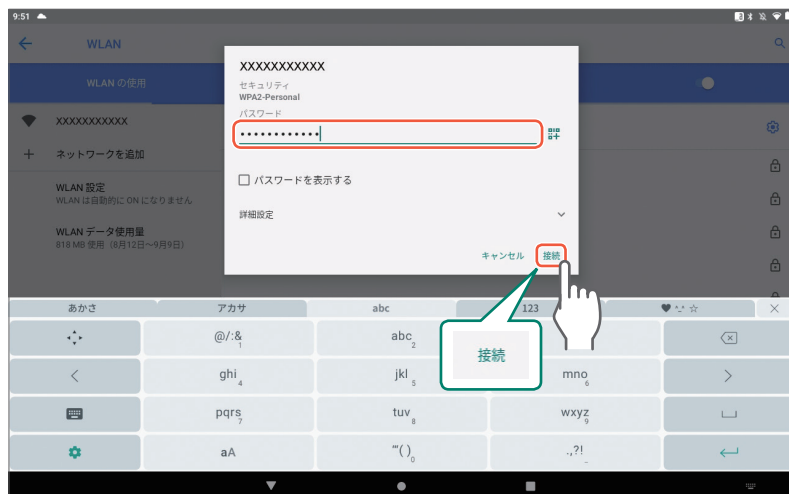 9:51
WLAN
WLAN の使用
XXXXXXXXXXX
ネットワークを追加
WLAN 設定
WLAN は自動的に ON になりません
WLAN データ使用量
818 MB 使用（8月12日～9月9日）
XXXXXXXXXXX
セキュリティ
WPA2-Personal
パスワード
••••••••••••
パスワードを表示する
詳細設定
キャンセル 接続
接続
あかさ アカサ abc 123 ♥ ^_^ ☆
@/:& 1 abc 2
ghi 4 jkl 5 mno 6
pqrs 7 tuv 8 wxyz 9
aA '"( ) 0 .,?! _